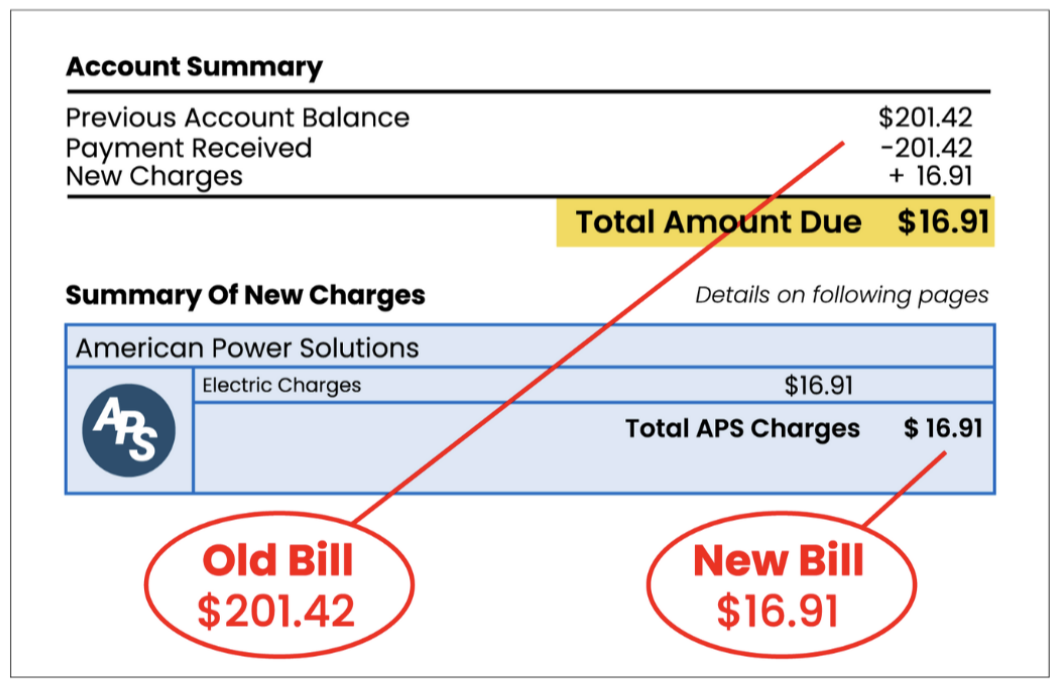 Account Summary
Previous Account Balance $201.42
Payment Received -201.42
New Charges + 16.91
Total Amount Due $16.91
Summary Of New Charges Details on following pages
American Power Solutions
Electric Charges $16.91
APS
Total APS Charges $ 16.91
Old Bill
$201.42
New Bill
$16.91